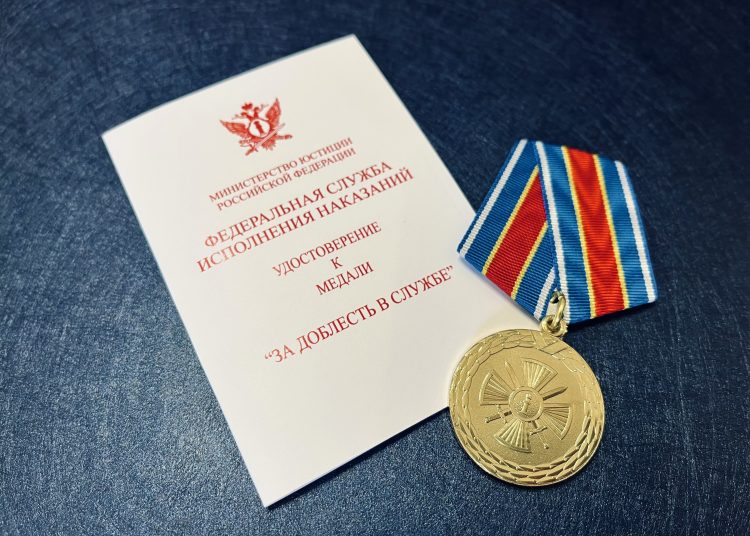 МИНИСТЕРСТВО ЮСТИЦИИ
РОССИЙСКОЙ ФЕДЕРАЦИИ
ФЕДЕРАЛЬНАЯ СЛУЖБА
ИСПОЛНЕНИЯ НАКАЗАНИЙ
УДОСТОВЕРЕНИЕ
К
МЕДАЛИ
“ЗА ДОБЛЕСТЬ В СЛУЖБЕ”